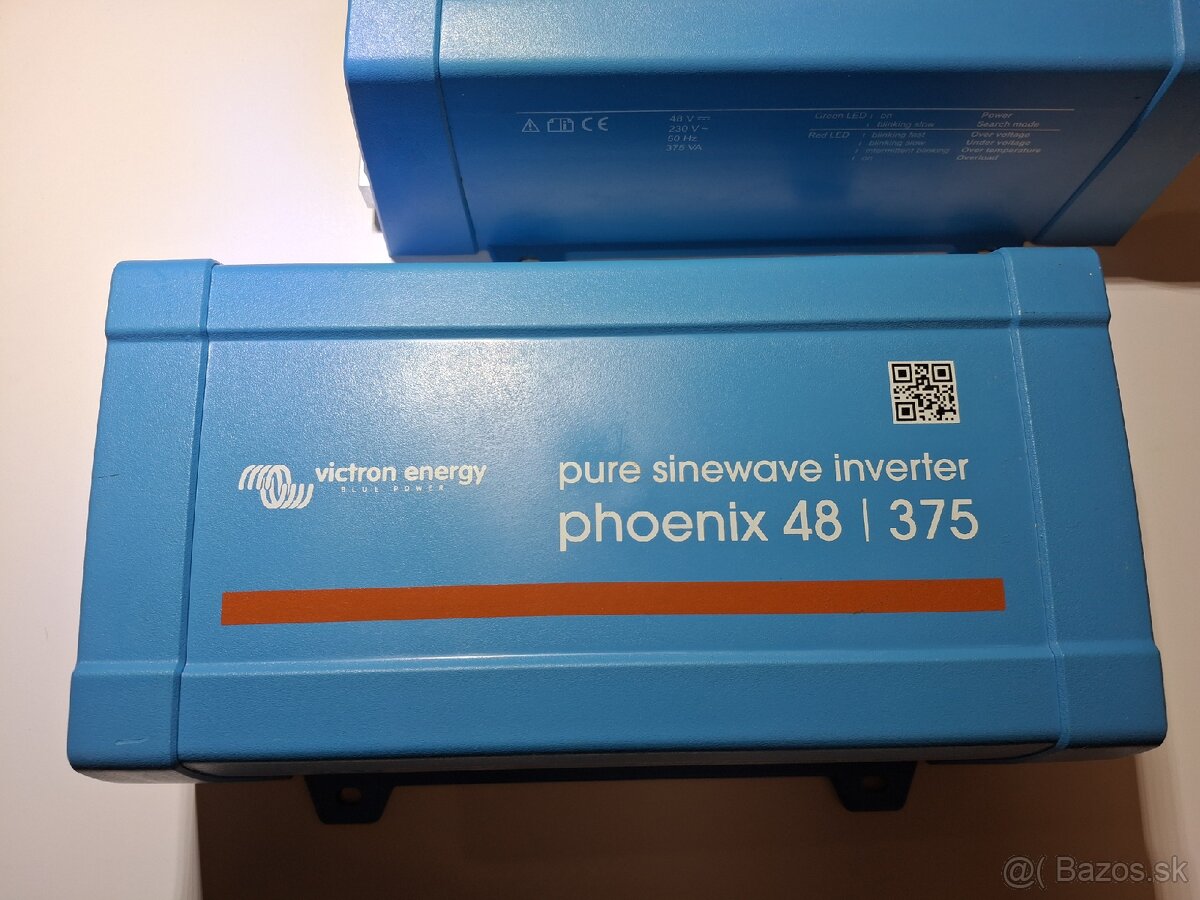 48 V ⎓
230 V ~
50 Hz
375 VA
Green LED : on Power
: blinking slow Search mode
Red LED : blinking fast Over voltage
: blinking slow Under voltage
: intermittent blinking Over temperature
: on Overload
CE
victron energy
BLUE POWER
pure sinewave inverter
phoenix 48 | 375
@( Bazos.sk